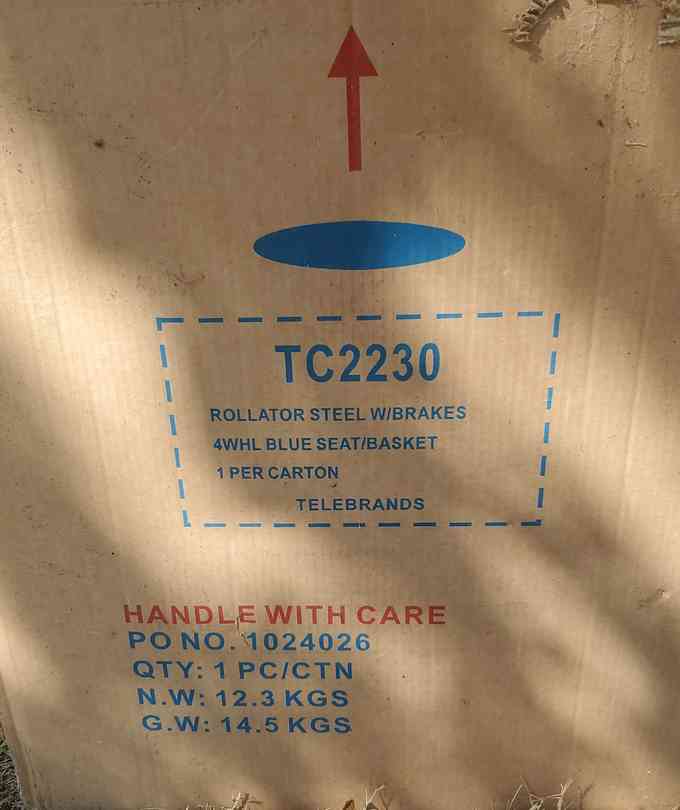 TC2230
ROLLATOR STEEL W/BRAKES
4WHL BLUE SEAT/BASKET
1 PER CARTON
TELEBRANDS
HANDLE WITH CARE
PO NO. 1024026
QTY: 1 PC/CTN
N.W: 12.3 KGS
G.W: 14.5 KGS